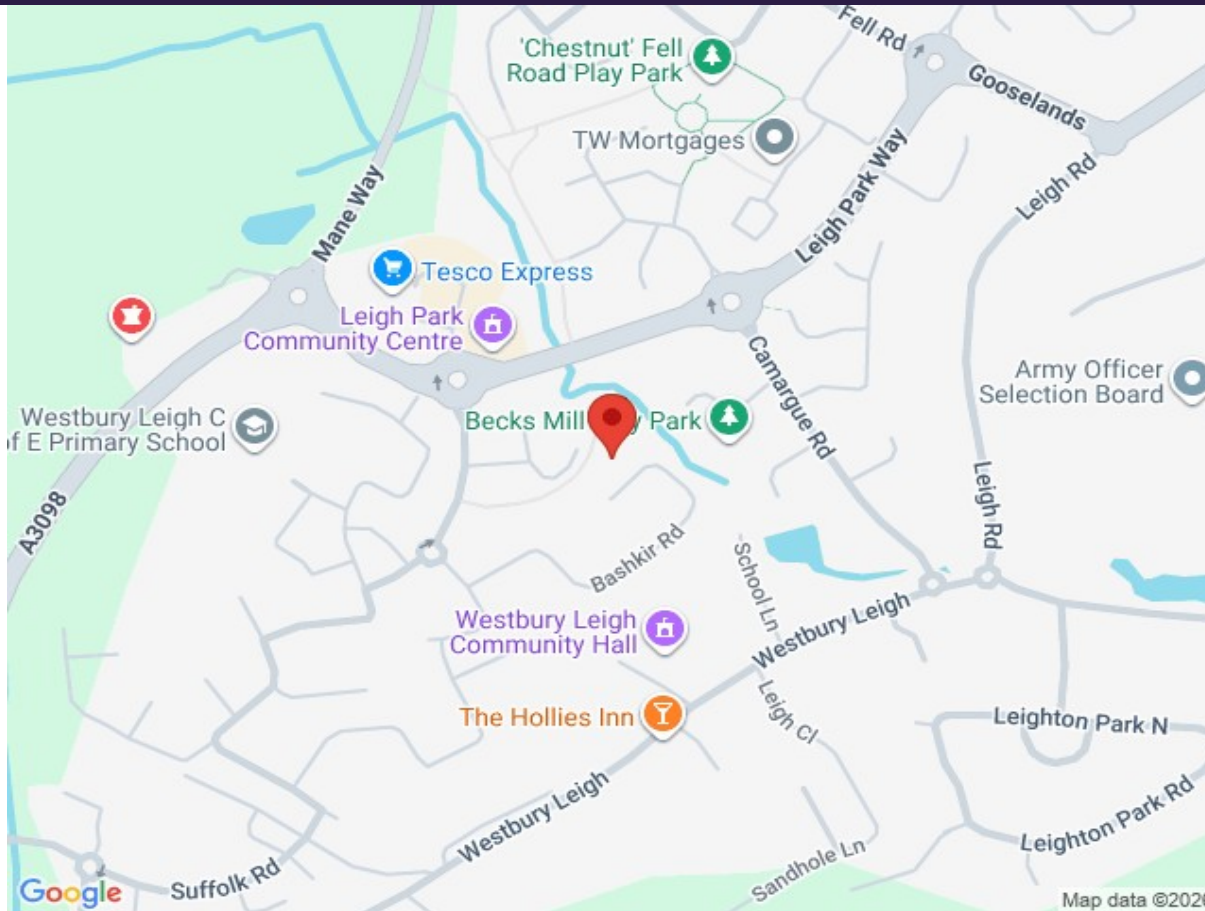 Fell Rd
'Chestnut' Fell
Road Play Park
Gooselands
TW Mortgages
Leigh Rd
Mane Way
Leigh Park Way
Tesco Express
Leigh Park
Community Centre
Army Officer
Selection Board
Westbury Leigh C
of E Primary School
Becks Mill
Park
Camargue Rd
A3098
Leigh Rd
Bashkir Rd
School Ln
Westbury Leigh
Westbury Leigh
Community Hall
The Hollies Inn
Leigh Cl
Leighton Park N
Westbury Leigh
Leighton Park Rd
Sandhole Ln
Suffolk Rd
Google
Map data ©2026